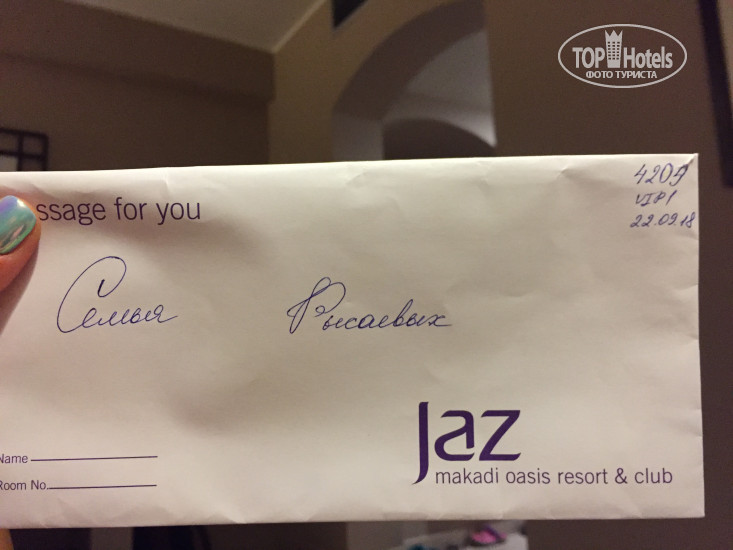 TOP Hotels
ФОТО ТУРИСТА
4209
VIP1
22.09.18
ssage for you
Семья Рысаевых
Name
Room No.
Jaz
makadi oasis resort & club